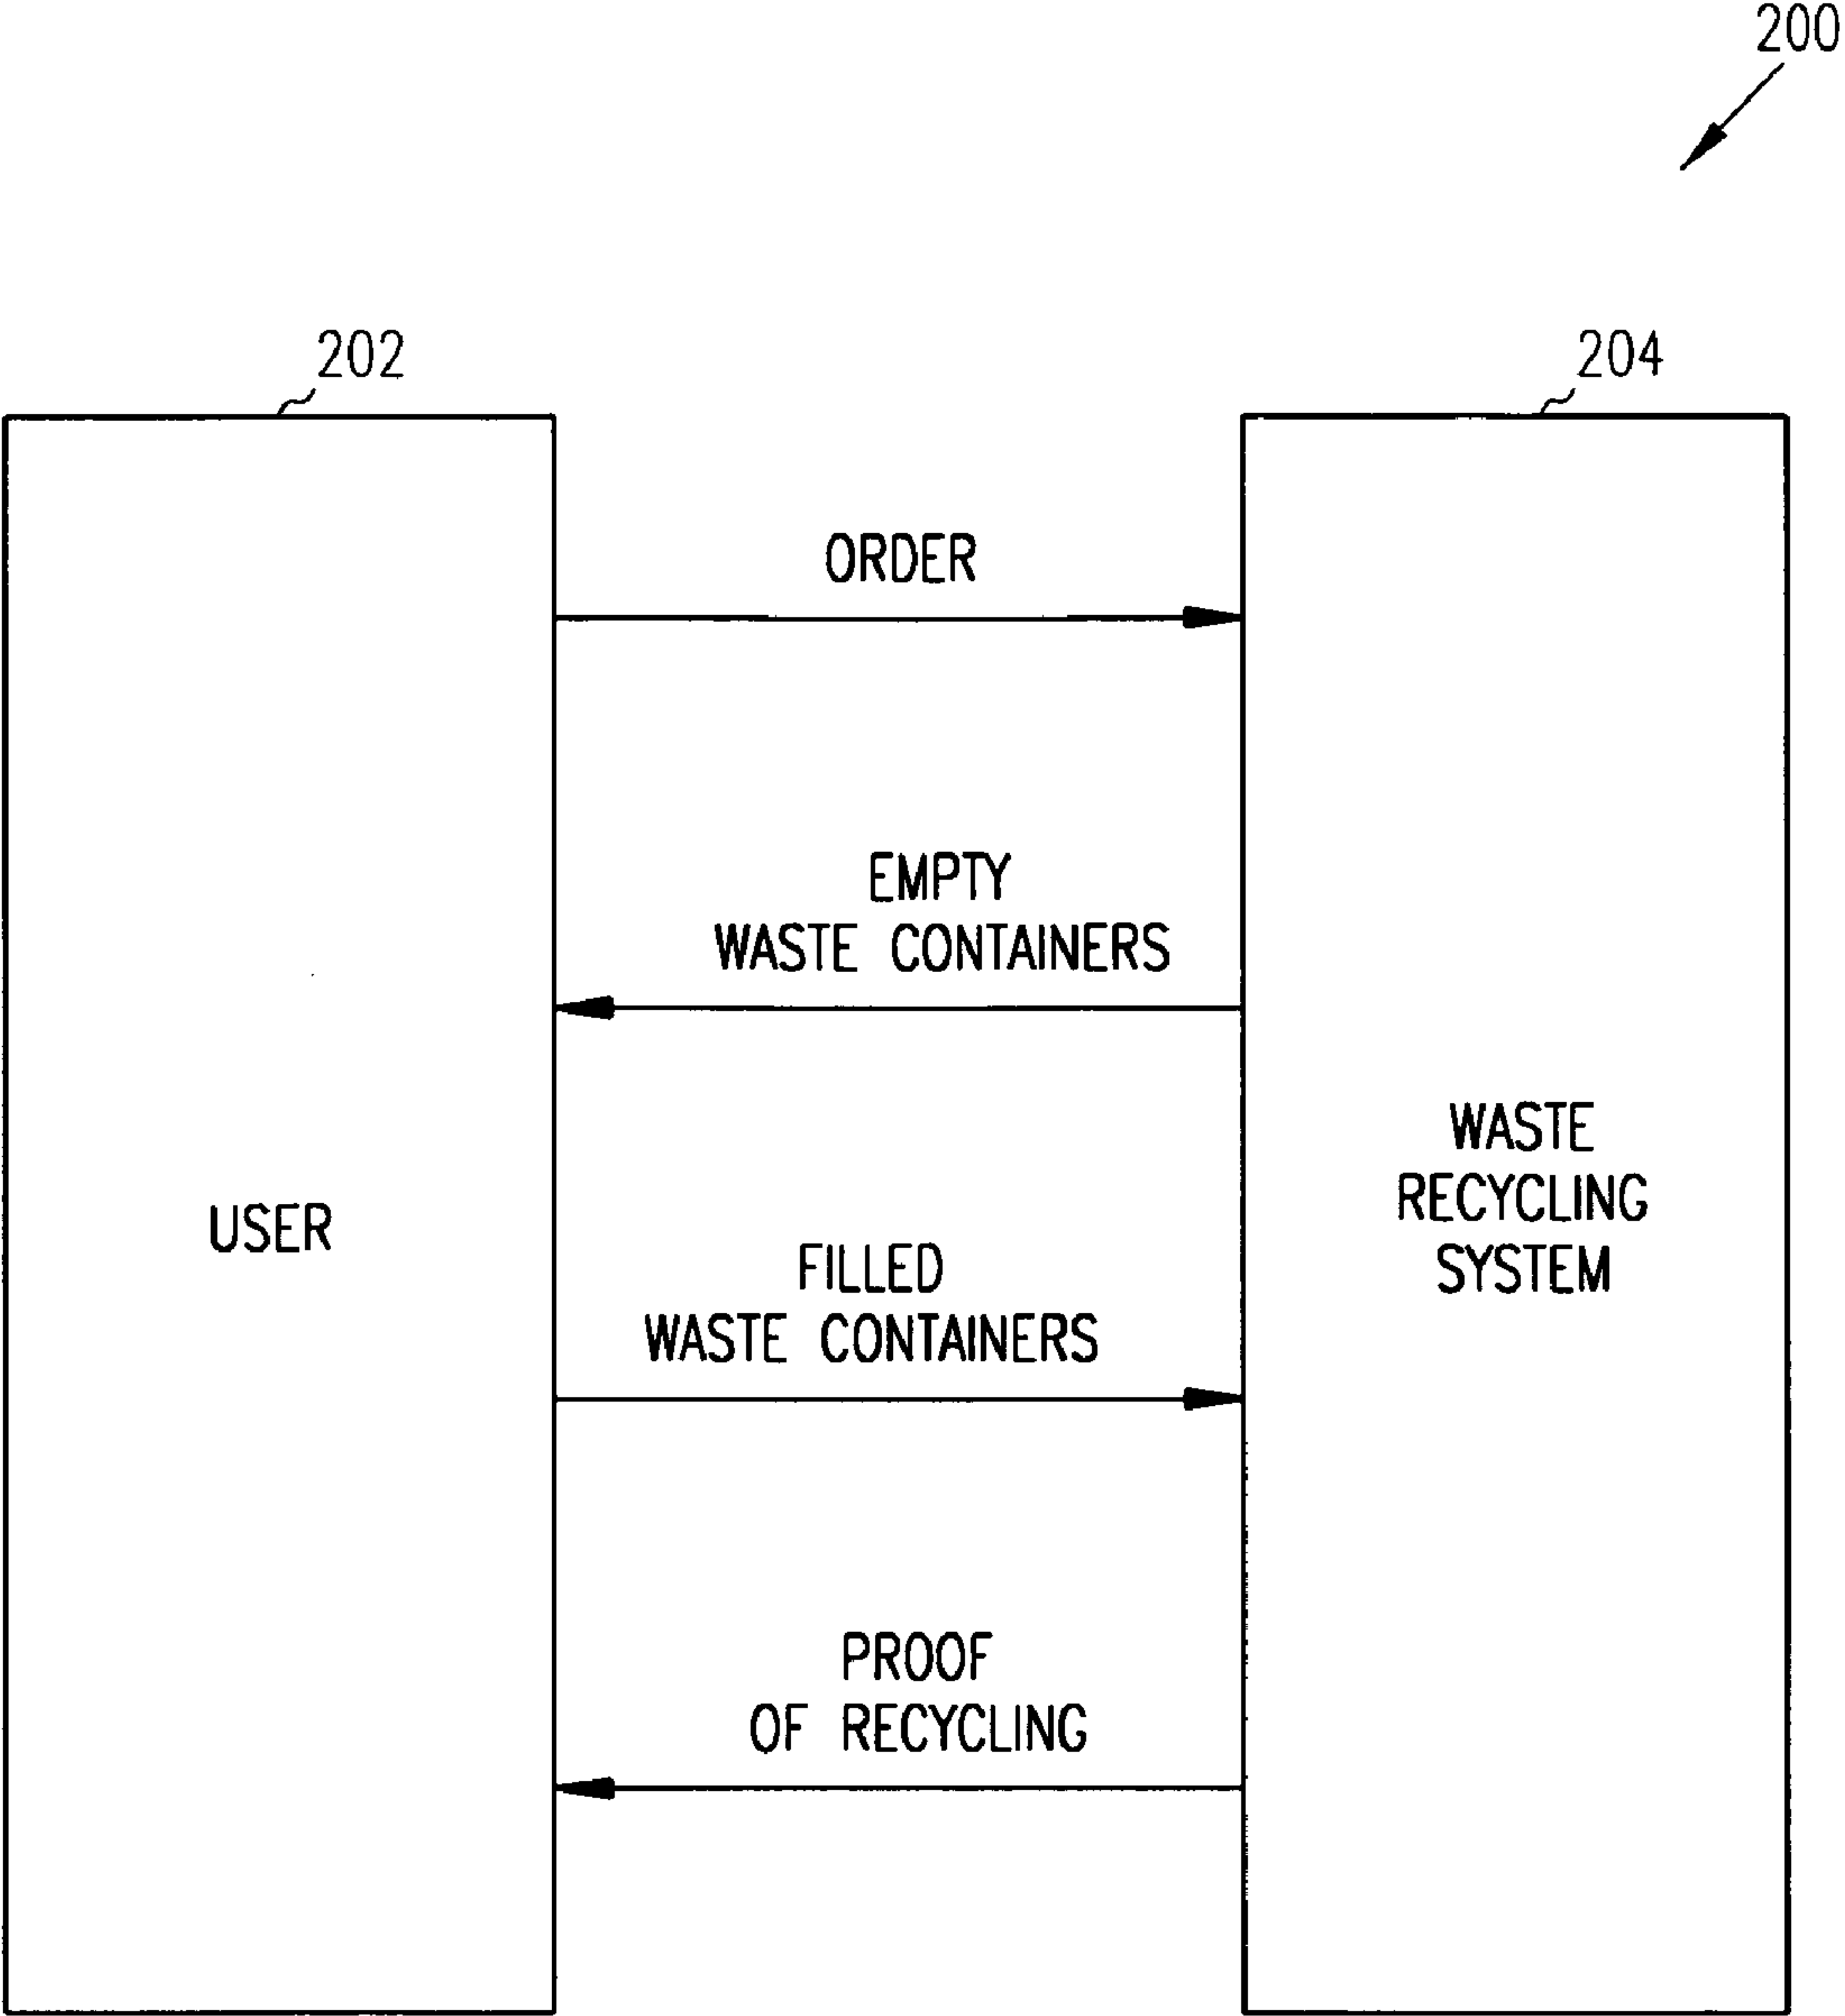 200
202
204
ORDER
EMPTY
WASTE CONTAINERS
USER
FILLED
WASTE CONTAINERS
WASTE
RECYCLING
SYSTEM
PROOF
OF RECYCLING